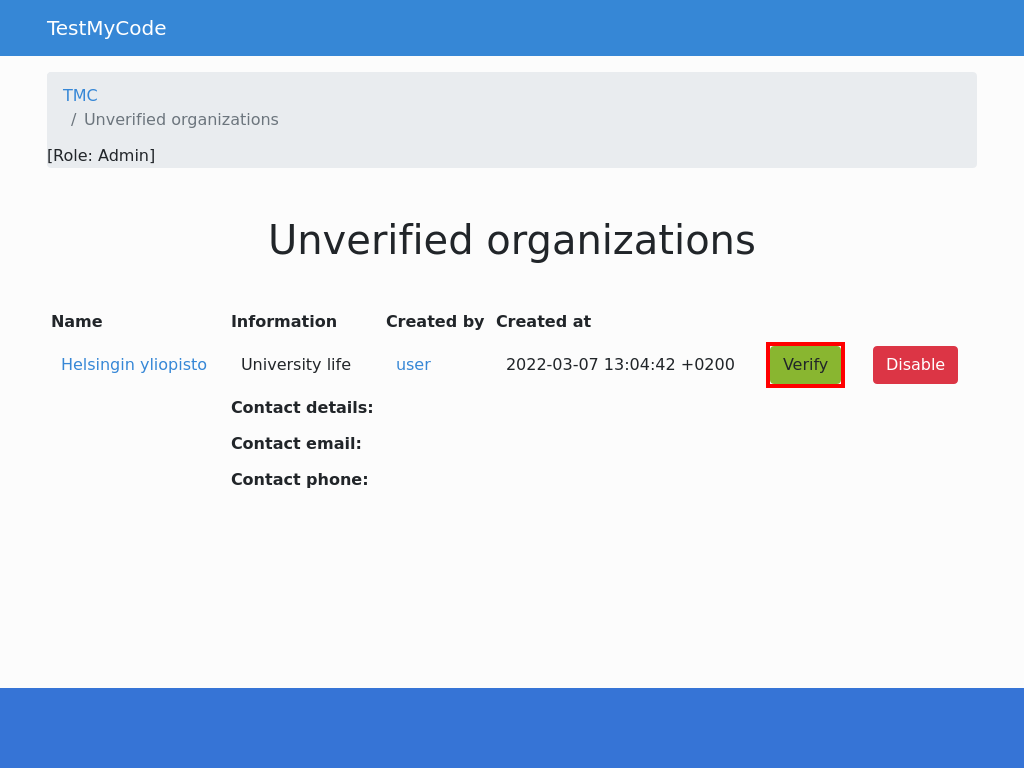 TestMyCode
TMC
/ Unverified organizations
[Role: Admin]
Unverified organizations
Name Information Created by Created at
Helsingin yliopisto University life user 2022-03-07 13:04:42 +0200 Verify Disable
Contact details:
Contact email:
Contact phone: